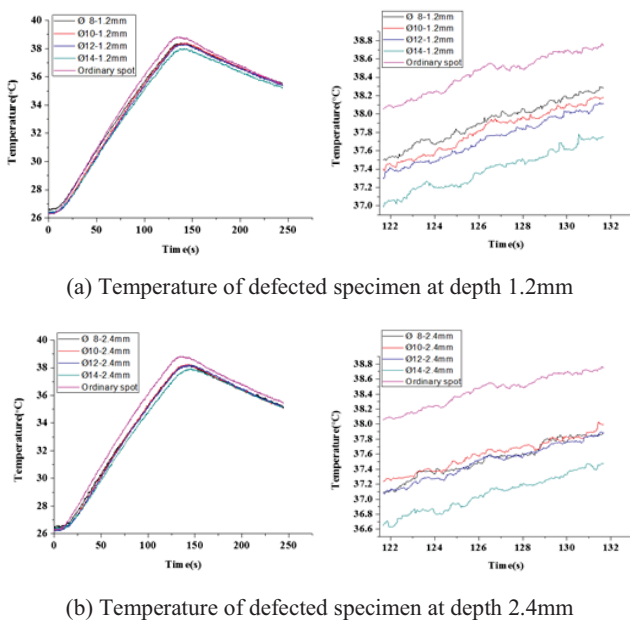 Ø 8-1.2mm
Ø10-1.2mm
Ø12-1.2mm
Ø14-1.2mm
Ordinary spot
40
38
36
34
32
30
28
26
Temperature(°C)
0 50 100 150 200 250
Time(s)
Ø 8-1.2mm
Ø10-1.2mm
Ø12-1.2mm
Ø14-1.2mm
Ordinary spot
38.8
38.6
38.4
38.2
38.0
37.8
37.6
37.4
37.2
37.0
Temperature(°C)
122 124 126 128 130 132
Time(s)
(a) Temperature of defected specimen at depth 1.2mm
Ø 8-2.4mm
Ø10-2.4mm
Ø12-2.4mm
Ø14-2.4mm
Ordinary spot
40
38
36
34
32
30
28
26
Temperature(°C)
0 50 100 150 200 250
Time(s)
Ø 8-2.4mm
Ø10-2.4mm
Ø12-2.4mm
Ø14-2.4mm
Ordinary spot
38.8
38.6
38.4
38.2
38.0
37.8
37.6
37.4
37.2
37.0
36.8
36.6
Temperature(°C)
122 124 126 128 130 132
Time(s)
(b) Temperature of defected specimen at depth 2.4mm